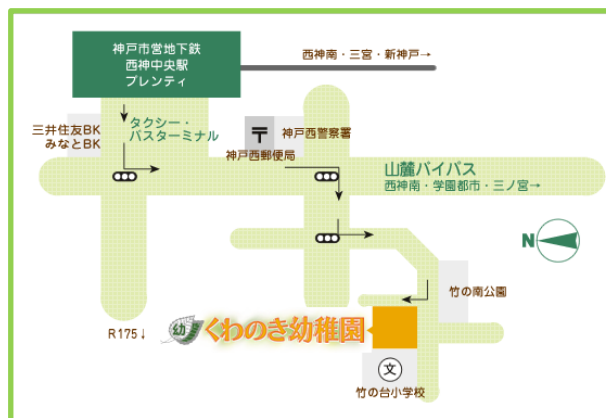 神戸市営地下鉄
西神中央駅
プレンティ
西神南・三宮・新神戸→
三井住友BK
みなとBK
タクシー・
バスターミナル
〒
神戸西警察署
神戸西郵便局
山麓バイパス
西神南・学園都市・三ノ宮→
N
竹の南公園
R175↓
幼
くわのき幼稚園
文
竹の台小学校